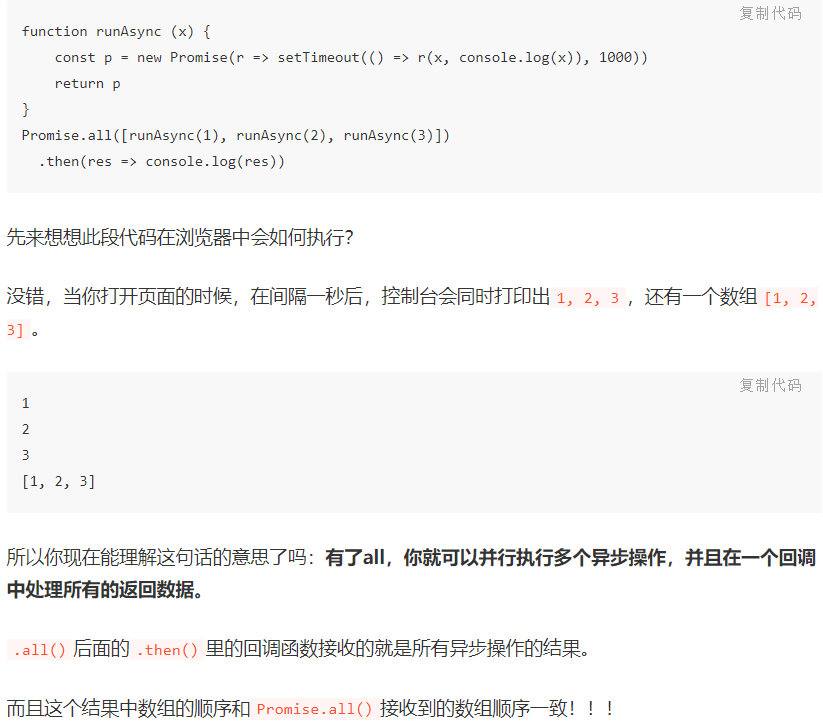 复制代码
function runAsync (x) {
    const p = new Promise(r => setTimeout(() => r(x, console.log(x)), 1000))
    return p
}
Promise.all([runAsync(1), runAsync(2), runAsync(3)])
  .then(res => console.log(res))
先来想想此段代码在浏览器中会如何执行？
没错，当你打开页面的时候，在间隔一秒后，控制台会同时打印出 1, 2, 3 ，还有一个数组 [1, 2,
3] 。
复制代码
1
2
3
[1, 2, 3]
所以你现在能理解这句话的意思了吗：有了all，你就可以并行执行多个异步操作，并且在一个回调
中处理所有的返回数据。
.all() 后面的 .then() 里的回调函数接收的就是所有异步操作的结果。
而且这个结果中数组的顺序和 Promise.all() 接收到的数组顺序一致！！！